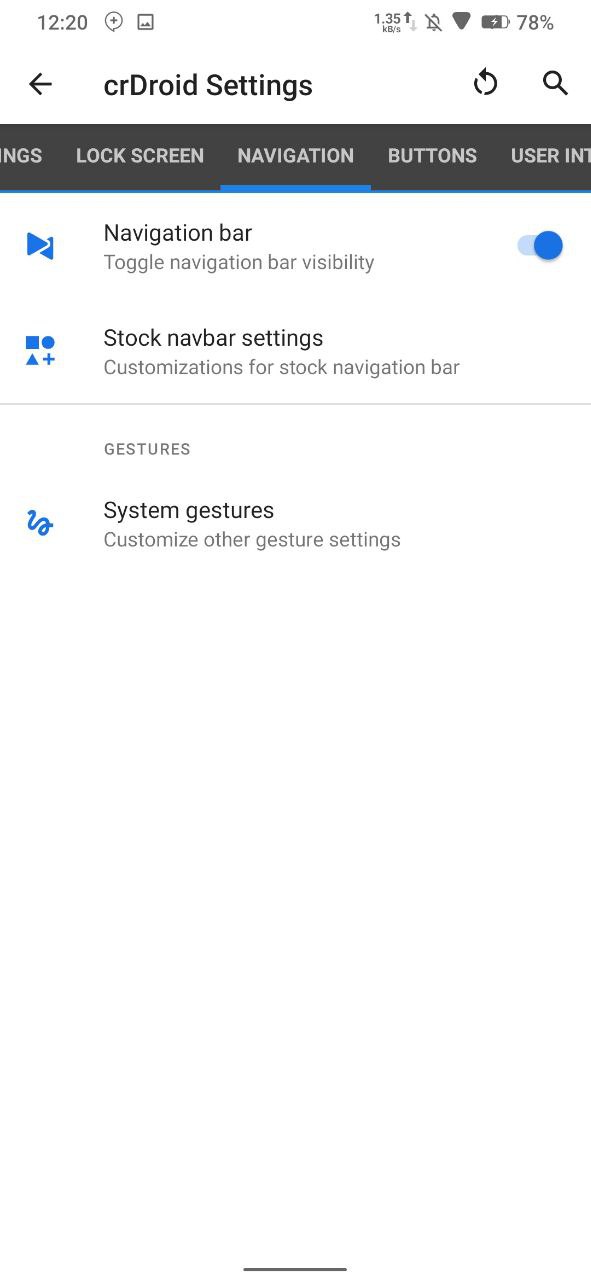 12:20 1.35 kB/s 78%
crDroid Settings
INGS LOCK SCREEN NAVIGATION BUTTONS USER INT
Navigation bar
Toggle navigation bar visibility
Stock navbar settings
Customizations for stock navigation bar
GESTURES
System gestures
Customize other gesture settings